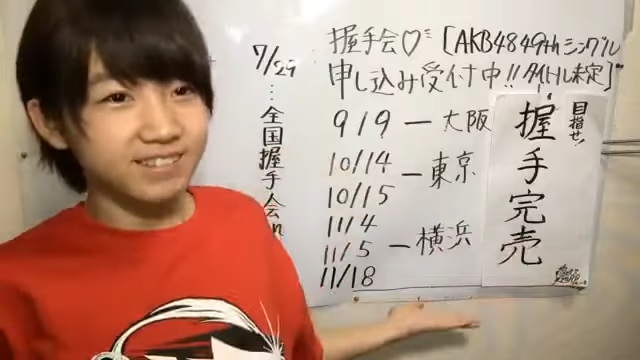 握手会♡
[AKB48 49thシングル
申し込み受付中!! タイトル未定]
7/29
全国握手会in
9/9 ― 大阪
10/14
10/15
― 東京
11/4
11/5
― 横浜
11/18
目指せ!
握手完売